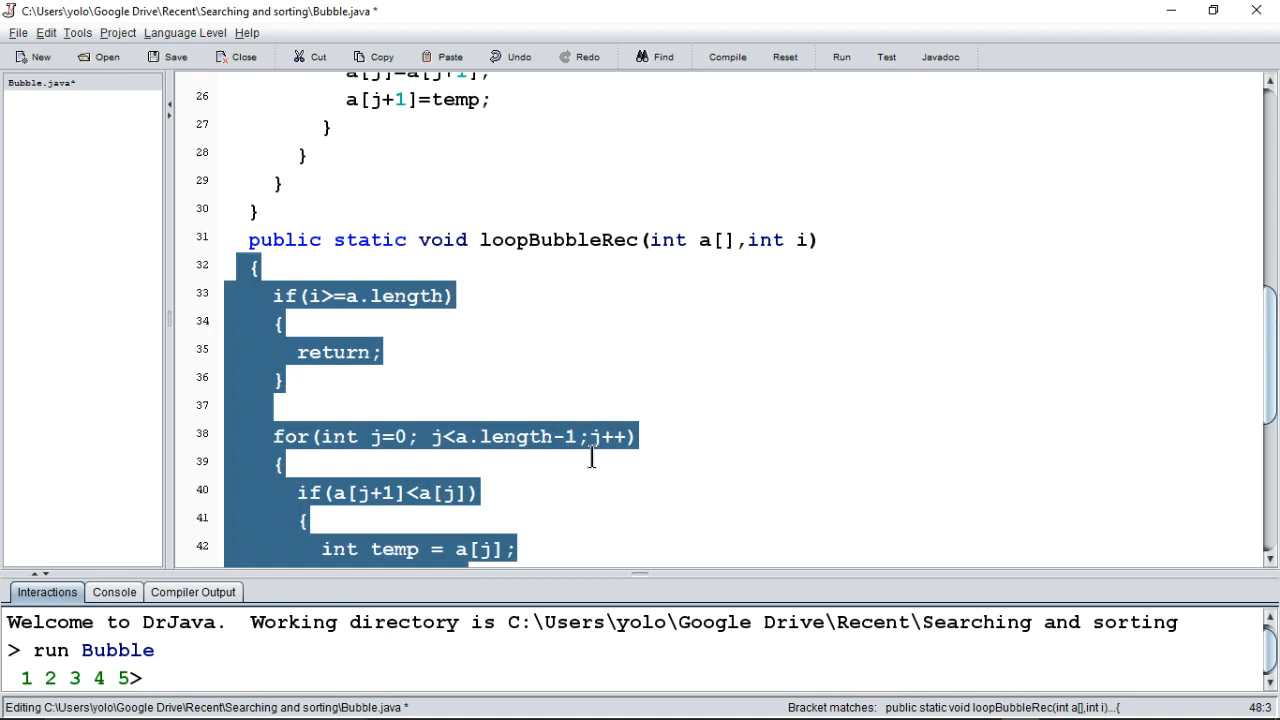 C:\Users\yolo\Google Drive\Recent\Searching and sorting\Bubble.java *
File Edit Tools Project Language Level Help
New Open Save Close Cut Copy Paste Undo Redo Find Compile Reset Run Test Javadoc
Bubble.java*
a[j]=a[j+1];
26 a[j+1]=temp;
27 }
28 }
29 }
30 }
31 public static void loopBubbleRec(int a[],int i)
32 {
33 if(i>=a.length)
34 {
35 return;
36 }
37
38 for(int j=0; j<a.length-1;j++)
39 {
40 if(a[j+1]<a[j])
41 {
42 int temp = a[j];
Interactions Console Compiler Output
Welcome to DrJava. Working directory is C:\Users\yolo\Google Drive\Recent\Searching and sorting
> run Bubble
1 2 3 4 5>
Editing C:\Users\yolo\Google Drive\Recent\Searching and sorting\Bubble.java * Bracket matches: public static void loopBubbleRec(int a[],int i)...{ 48:3